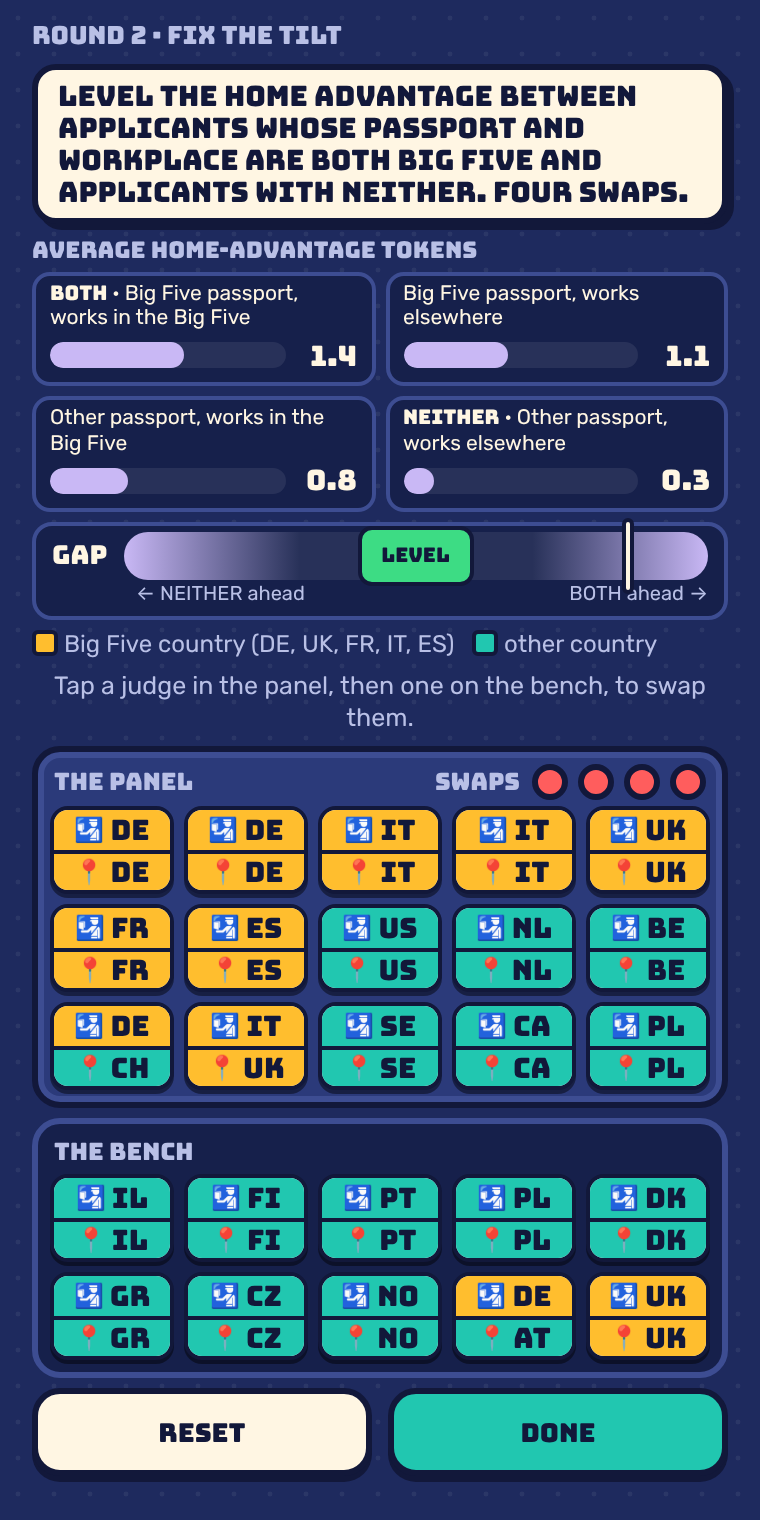 ROUND 2 · FIX THE TILT
LEVEL THE HOME ADVANTAGE BETWEEN
APPLICANTS WHOSE PASSPORT AND
WORKPLACE ARE BOTH BIG FIVE AND
APPLICANTS WITH NEITHER. FOUR SWAPS.
AVERAGE HOME-ADVANTAGE TOKENS
BOTH · Big Five passport,
works in the Big Five
1.4
Big Five passport, works
elsewhere
1.1
Other passport, works in the
Big Five
0.8
NEITHER · Other passport,
works elsewhere
0.3
GAP
LEVEL
← NEITHER ahead
BOTH ahead →
Big Five country (DE, UK, FR, IT, ES)
other country
Tap a judge in the panel, then one on the bench, to swap
them.
THE PANEL
SWAPS
DE DE IT IT UK
DE DE IT IT UK
FR ES US NL BE
FR ES US NL BE
DE IT SE CA PL
CH UK SE CA PL
THE BENCH
IL FI PT PL DK
IL FI PT PL DK
GR CZ NO DE UK
GR CZ NO AT UK
RESET
DONE